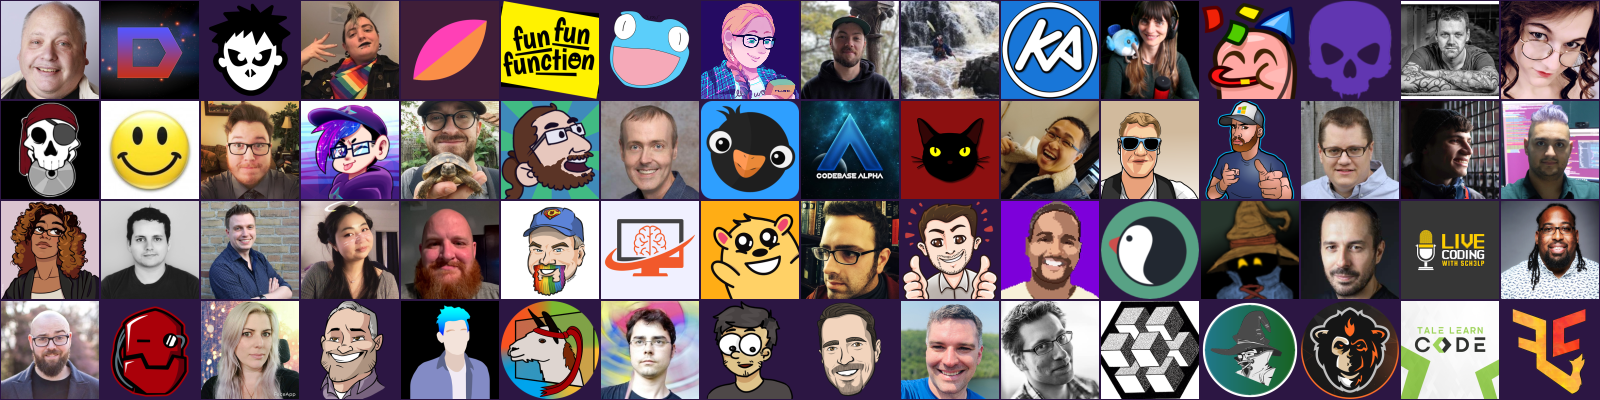 fun fun
function
KA
CODEBASE ALPHA
LIVE
CODING
WITH SCH3LP
TALE LEARN
CODE